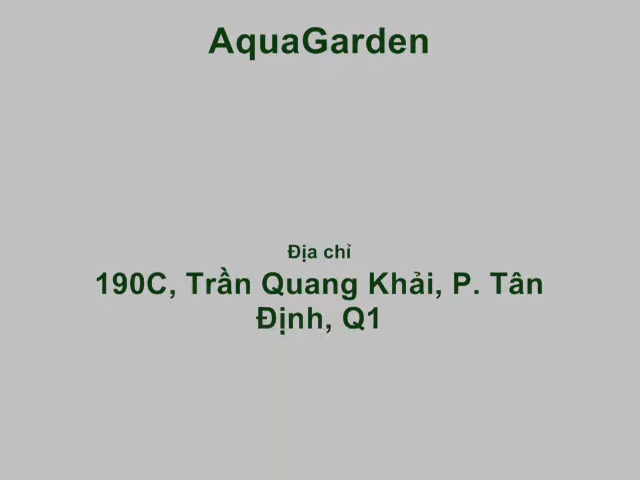 AquaGarden
Địa chỉ
190C, Trần Quang Khải, P. Tân
Định, Q1